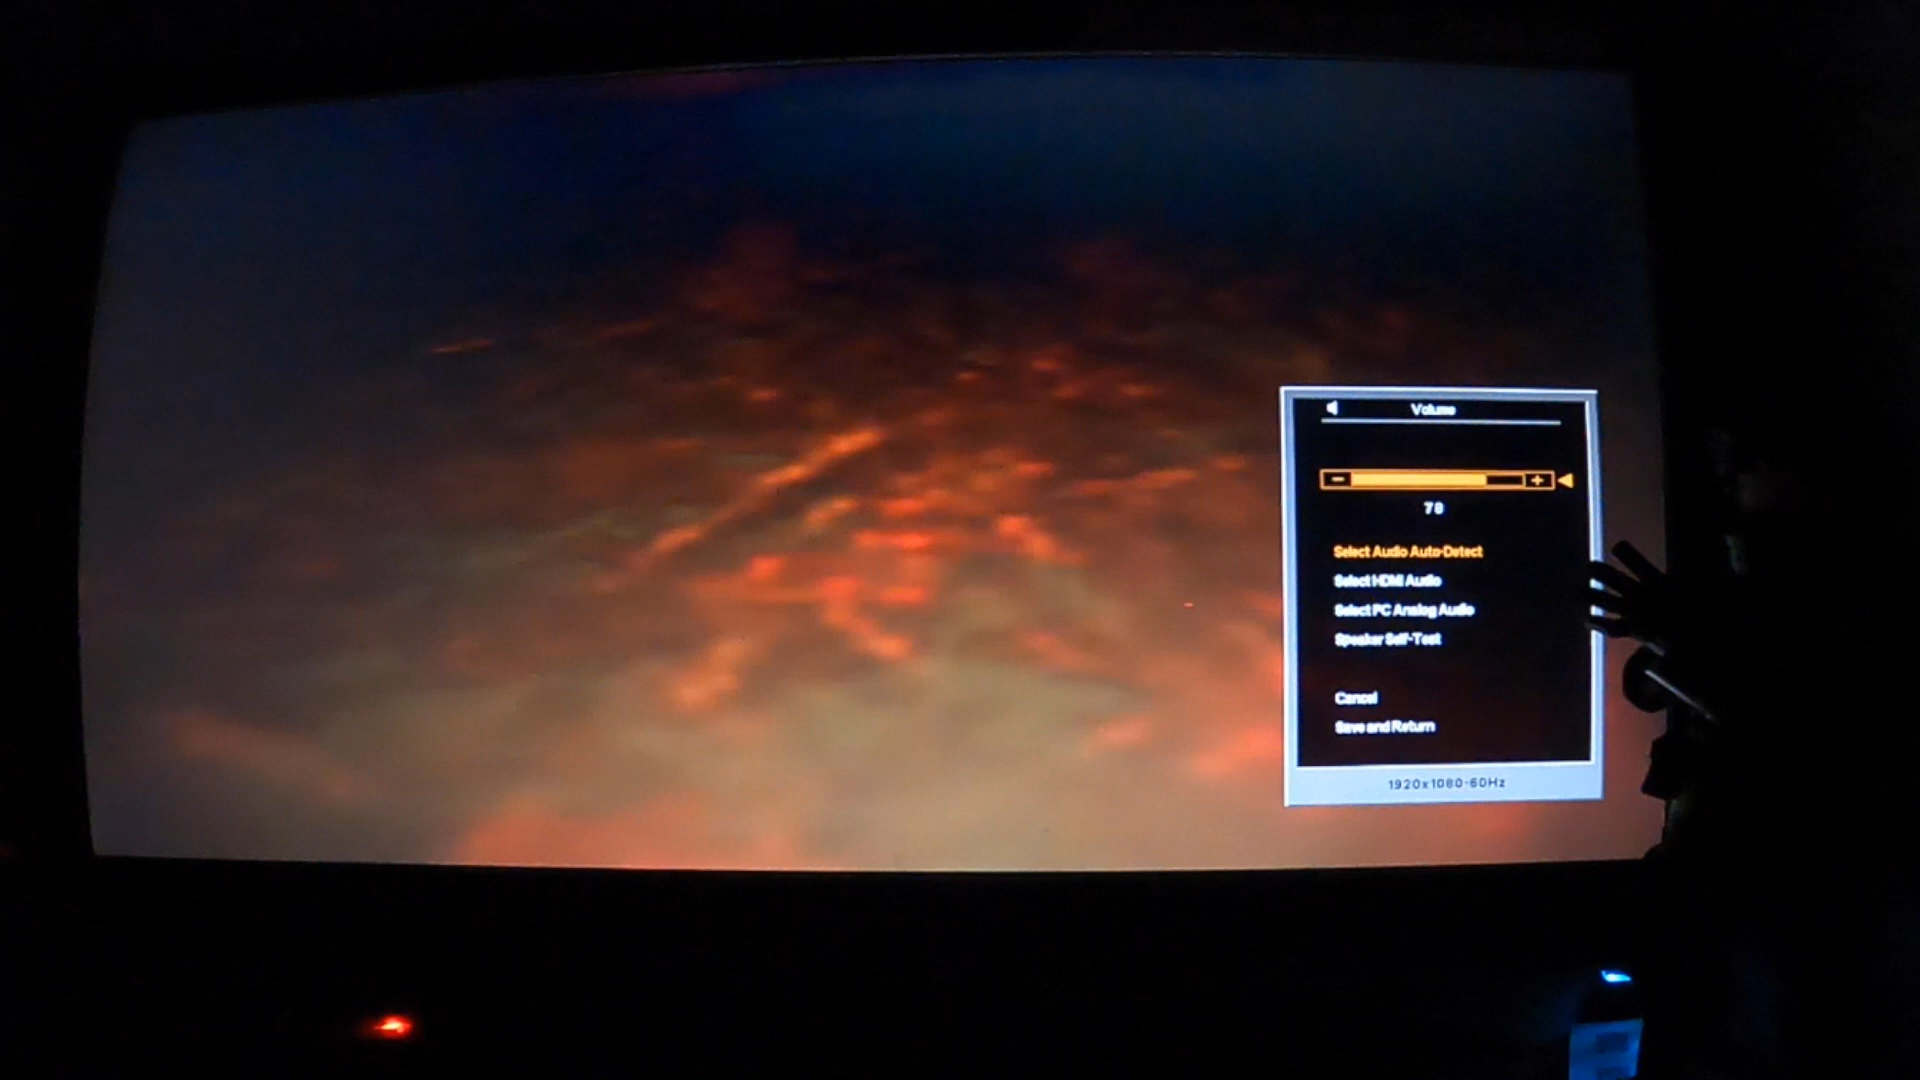 Volume
- +
78
Select Audio Auto-Detect
Select HDMI Audio
Select PC Analog Audio
Speaker Self-Test
Cancel
Save and Return
1920x1080-60Hz